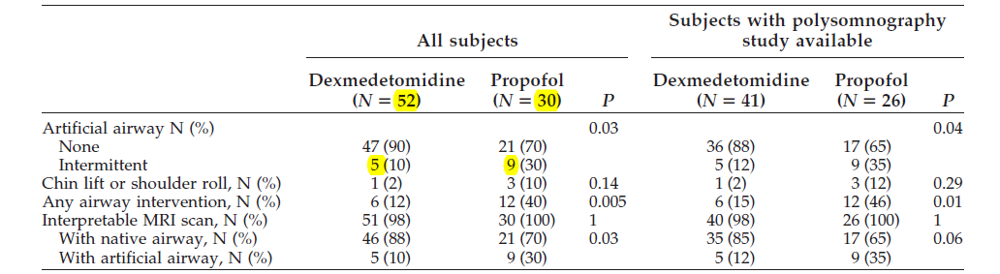 All subjects Subjects with polysomnography study available
Dexmedetomidine (N = 52) Propofol (N = 30) P Dexmedetomidine (N = 41) Propofol (N = 26) P
Artificial airway N (%) 0.03 0.04
None 47 (90) 21 (70) 36 (88) 17 (65)
Intermittent 5 (10) 9 (30) 5 (12) 9 (35)
Chin lift or shoulder roll, N (%) 1 (2) 3 (10) 0.14 1 (2) 3 (12) 0.29
Any airway intervention, N (%) 6 (12) 12 (40) 0.005 6 (15) 12 (46) 0.01
Interpretable MRI scan, N (%) 51 (98) 30 (100) 1 40 (98) 26 (100) 1
With native airway, N (%) 46 (88) 21 (70) 0.03 35 (85) 17 (65) 0.06
With artificial airway, N (%) 5 (10) 9 (30) 5 (12) 9 (35)